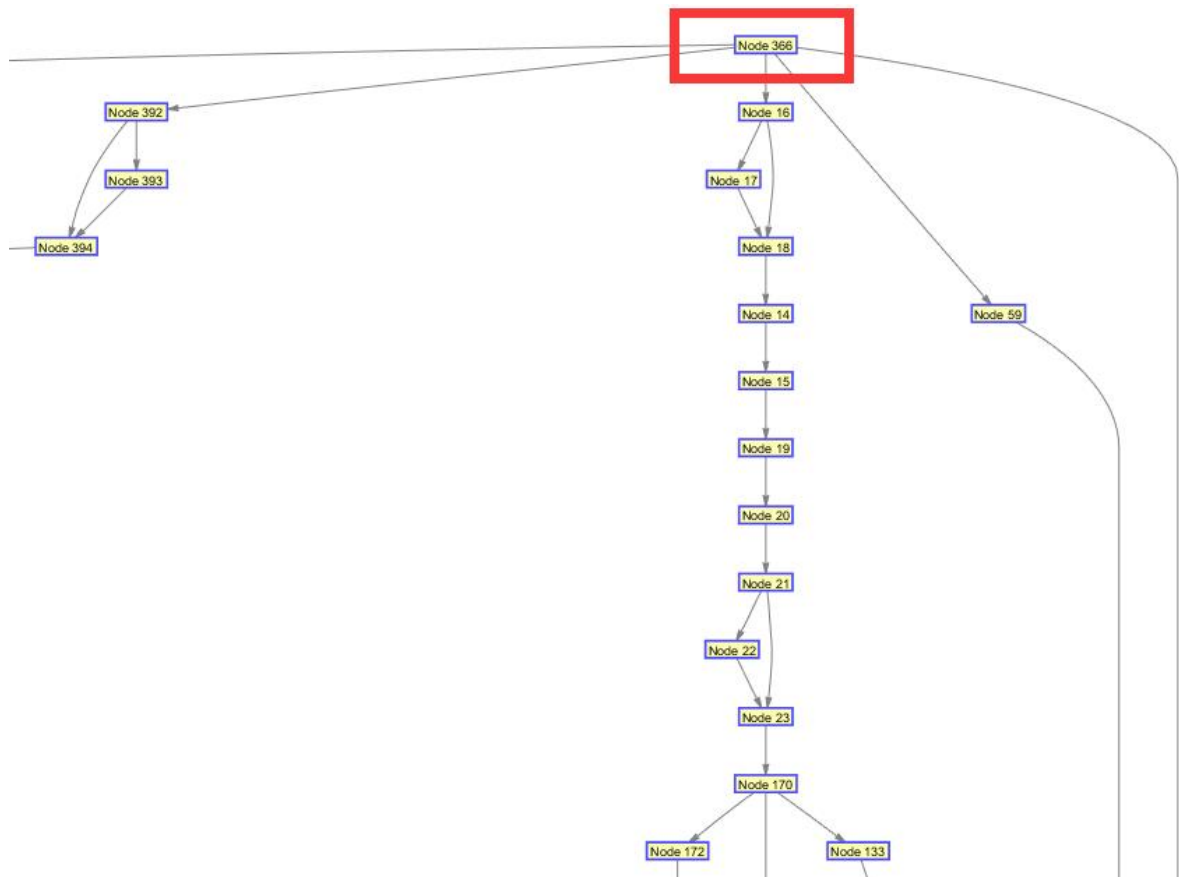 Node 366
Node 392
Node 16
Node 393
Node 17
Node 394
Node 18
Node 14
Node 59
Node 15
Node 19
Node 20
Node 21
Node 22
Node 23
Node 170
Node 172
Node 133